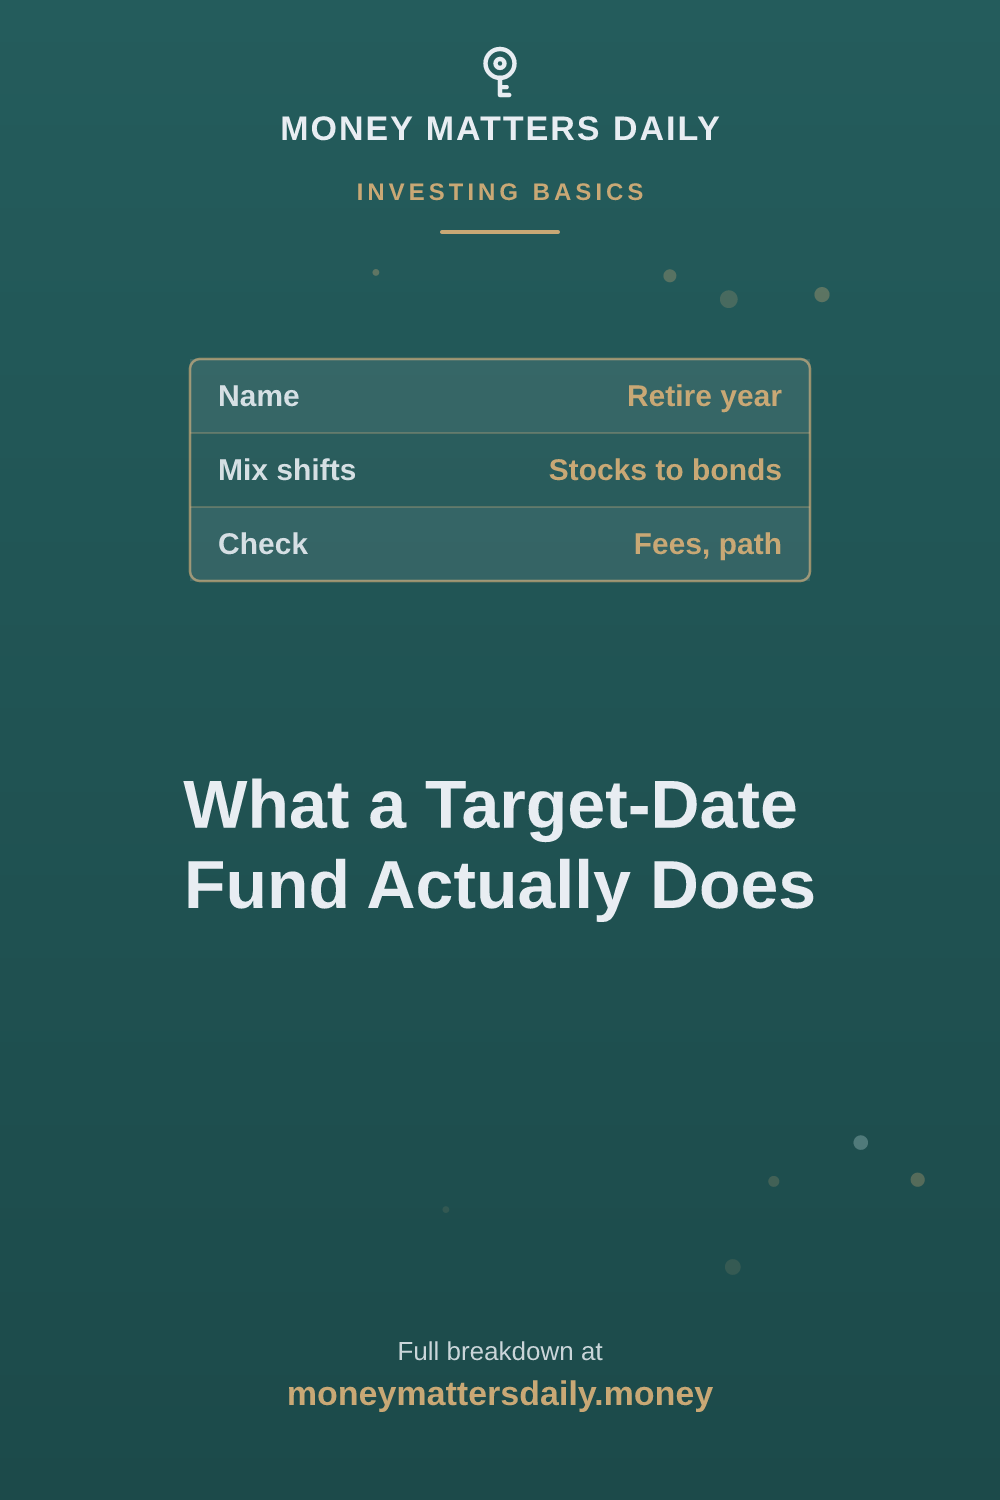 MONEY MATTERS DAILY
INVESTING BASICS
Name Retire year
Mix shifts Stocks to bonds
Check Fees, path
What a Target-Date
Fund Actually Does
Full breakdown at
moneymattersdaily.money